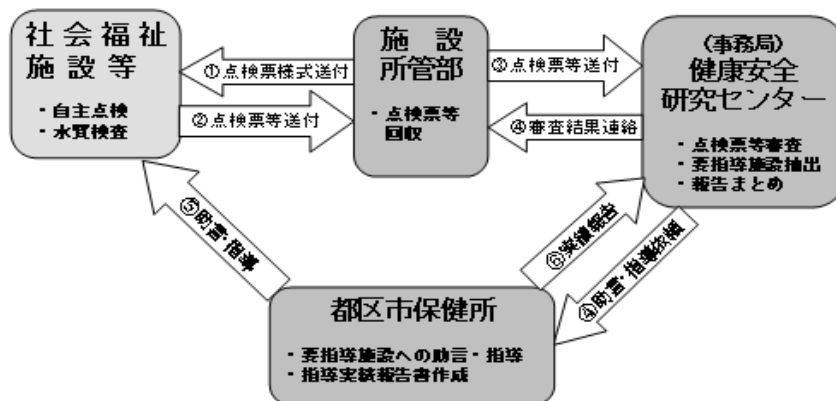 社会福祉
施設等
・自主点検
・水質検査
①点検票様式送付
②点検票等送付
施設
所管部
・点検票等
回収
③点検票等送付
④審査結果連絡
（事務局）
健康安全
研究センター
・点検票等審査
・要指導施設抽出
・報告まとめ
⑤助言・指導
⑥実績報告
④助言・指導依頼
都区市保健所
・要指導施設への助言・指導
・指導実績報告書作成